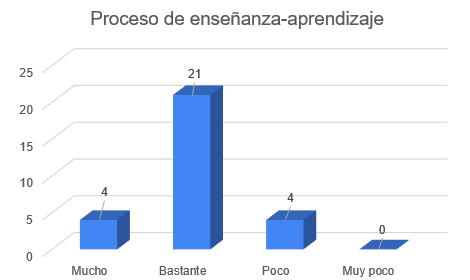 Proceso de enseñanza-aprendizaje
25
20
15
10
5
0
4
21
4
0
Mucho
Bastante
Poco
Muy poco